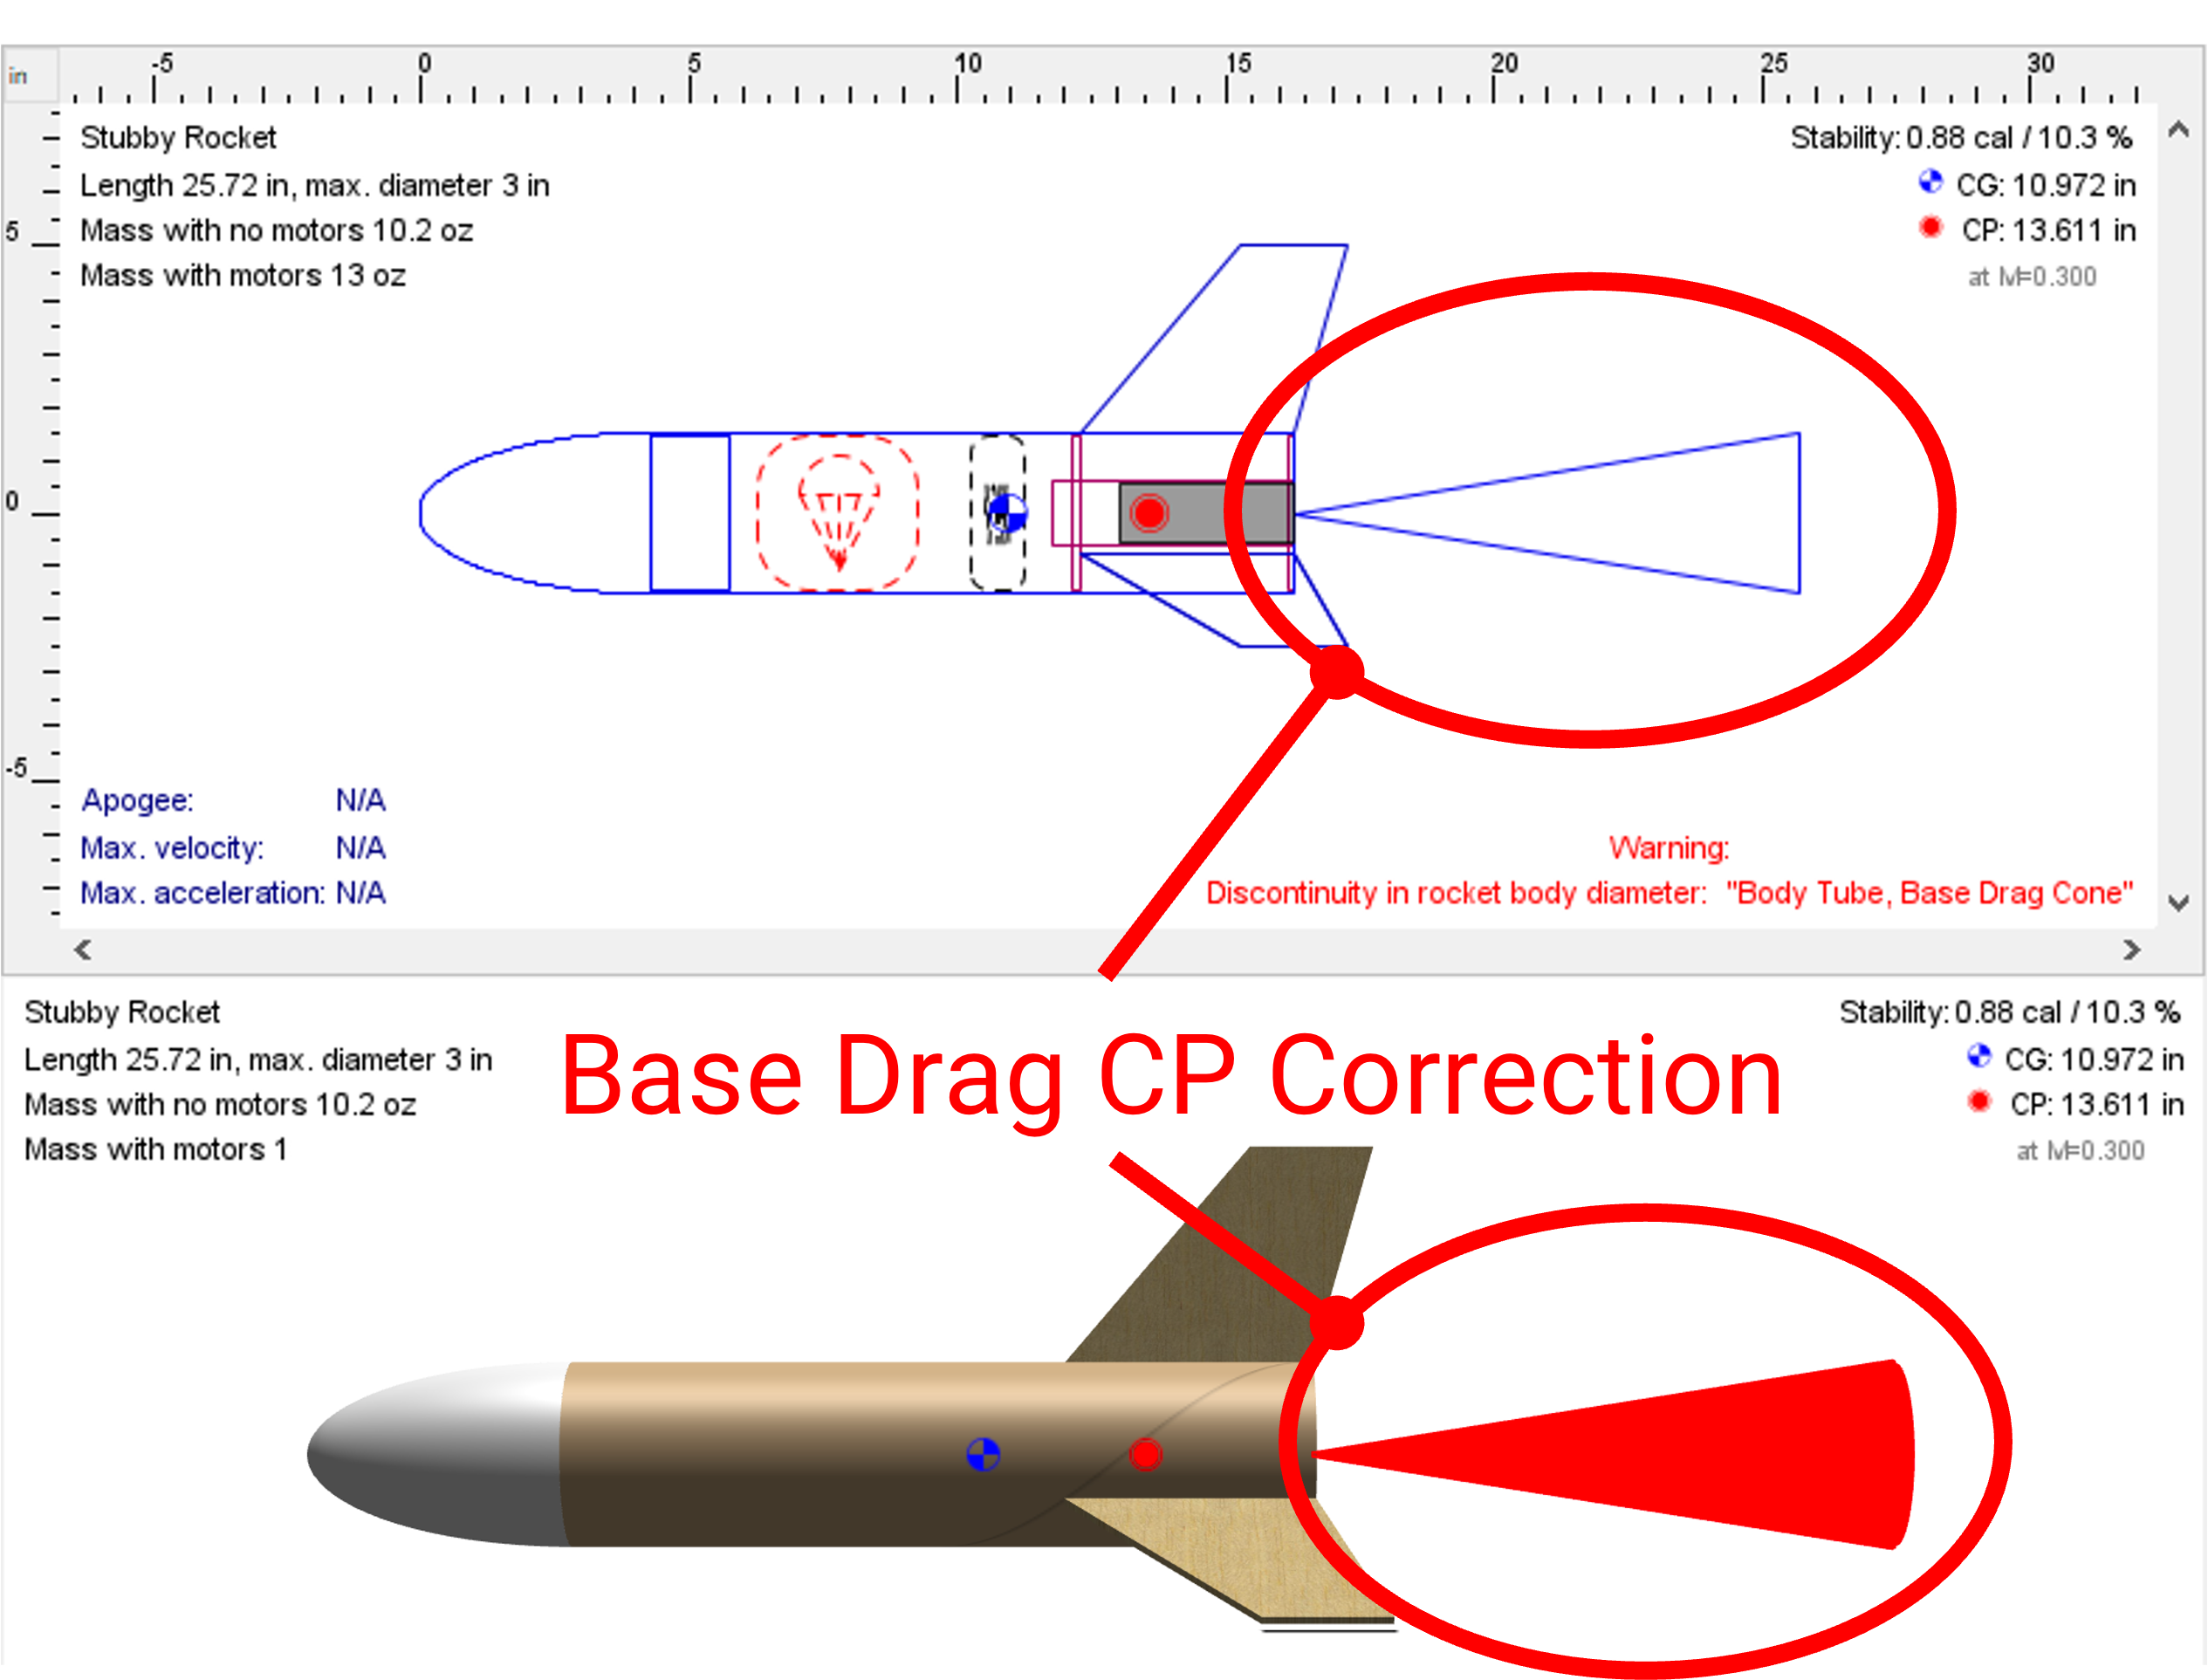 in
-5 0 5 10 15 20 25 30
Stubby Rocket
Length 25.72 in, max. diameter 3 in
Mass with no motors 10.2 oz
Mass with motors 13 oz
Stability: 0.88 cal / 10.3 %
CG: 10.972 in
CP: 13.611 in
at M=0.300
5
0
-5
Apogee: N/A
Max. velocity: N/A
Max. acceleration: N/A
Warning:
Discontinuity in rocket body diameter: "Body Tube, Base Drag Cone"
Stubby Rocket
Length 25.72 in, max. diameter 3 in
Mass with no motors 10.2 oz
Mass with motors 1
Base Drag CP Correction
Stability: 0.88 cal / 10.3 %
CG: 10.972 in
CP: 13.611 in
at M=0.300